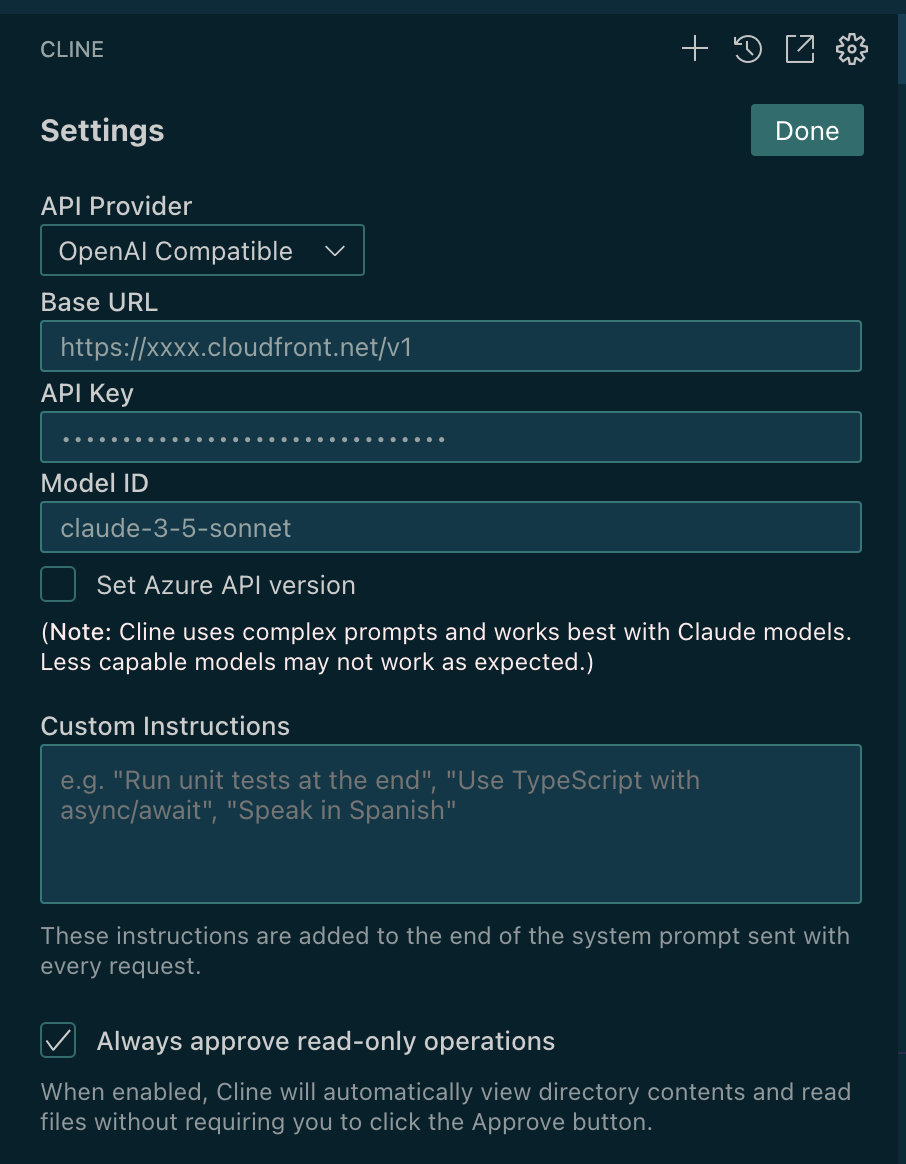 CLINE
Settings
Done
API Provider
OpenAI Compatible
Base URL
https://xxxx.cloudfront.net/v1
API Key
••••••••••••••••••••••••••••••••
Model ID
claude-3-5-sonnet
Set Azure API version
(Note: Cline uses complex prompts and works best with Claude models.
Less capable models may not work as expected.)
Custom Instructions
e.g. "Run unit tests at the end", "Use TypeScript with
async/await", "Speak in Spanish"
These instructions are added to the end of the system prompt sent with
every request.
Always approve read-only operations
When enabled, Cline will automatically view directory contents and read
files without requiring you to click the Approve button.